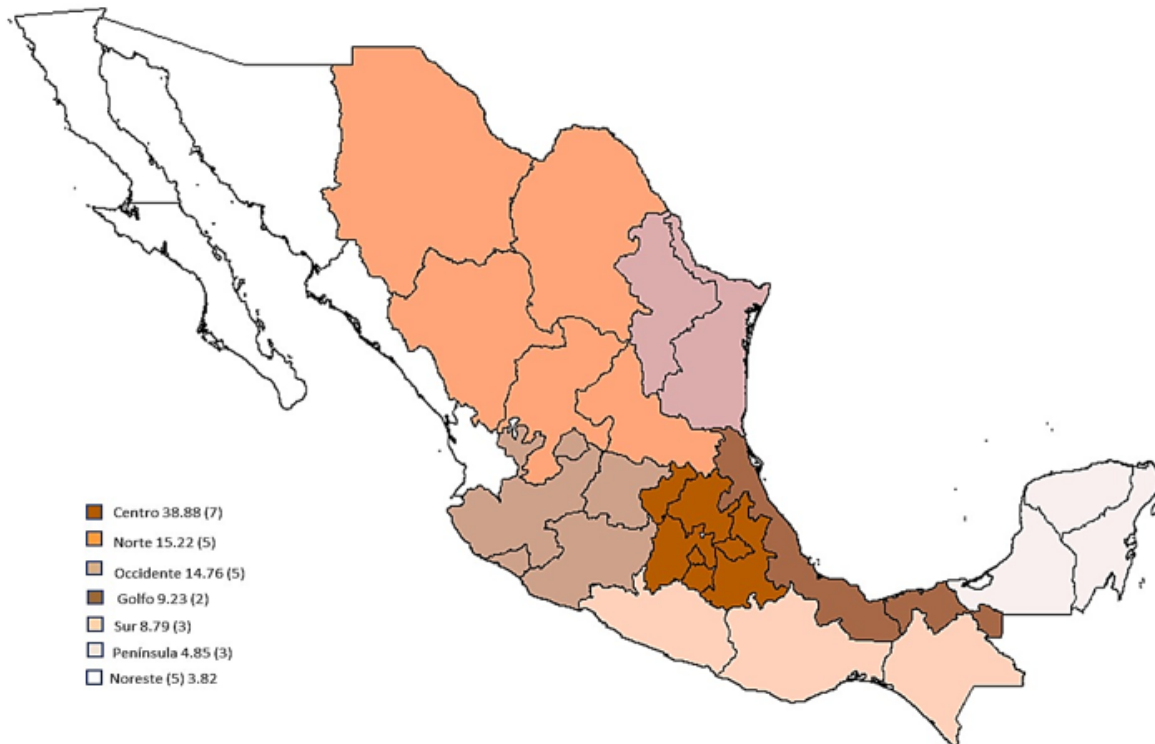 Centro 38.88 (7)
Norte 15.22 (5)
Occidente 14.76 (5)
Golfo 9.23 (2)
Sur 8.79 (3)
Península 4.85 (3)
Noreste (5) 3.82